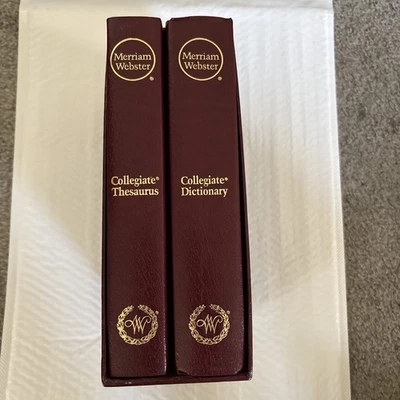 Merriam
Webster
®
Collegiate®
Thesaurus
W
®
Merriam
Webster
®
Collegiate®
Dictionary
W
®